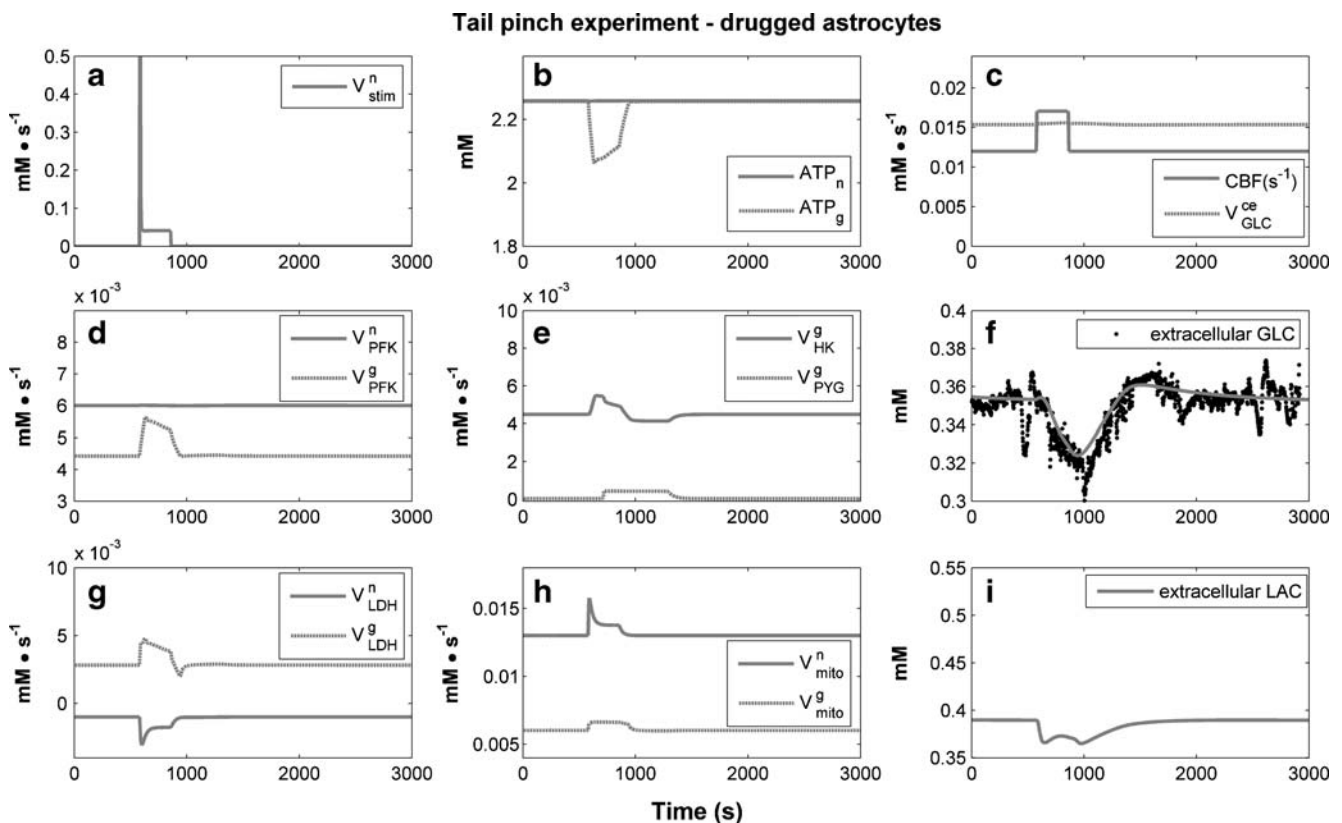 Tail pinch experiment - drugged astrocytes
a
V^n_stim
mM • s⁻¹
0.5
0.4
0.3
0.2
0.1
0
0 1000 2000 3000
b
ATP_n
ATP_g
mM
2.2
2
1.8
0 1000 2000 3000
c
CBF(s⁻¹)
V^ce_GLC
mM • s⁻¹
0.02
0.015
0.01
0.005
0
0 1000 2000 3000
d
x 10⁻³
V^n_PFK
V^g_PFK
mM • s⁻¹
8
7
6
5
4
3
0 1000 2000 3000
e
x 10⁻³
V^g_HK
V^g_PYG
mM • s⁻¹
10
8
6
4
2
0
0 1000 2000 3000
f
extracellular GLC
mM
0.4
0.38
0.36
0.34
0.32
0.3
0 1000 2000 3000
g
x 10⁻³
V^n_LDH
V^g_LDH
mM • s⁻¹
10
5
0
0 1000 2000 3000
h
V^n_mito
V^g_mito
mM • s⁻¹
0.015
0.01
0.005
0 1000 2000 3000
i
extracellular LAC
mM
0.55
0.5
0.45
0.4
0.35
0 1000 2000 3000
Time (s)